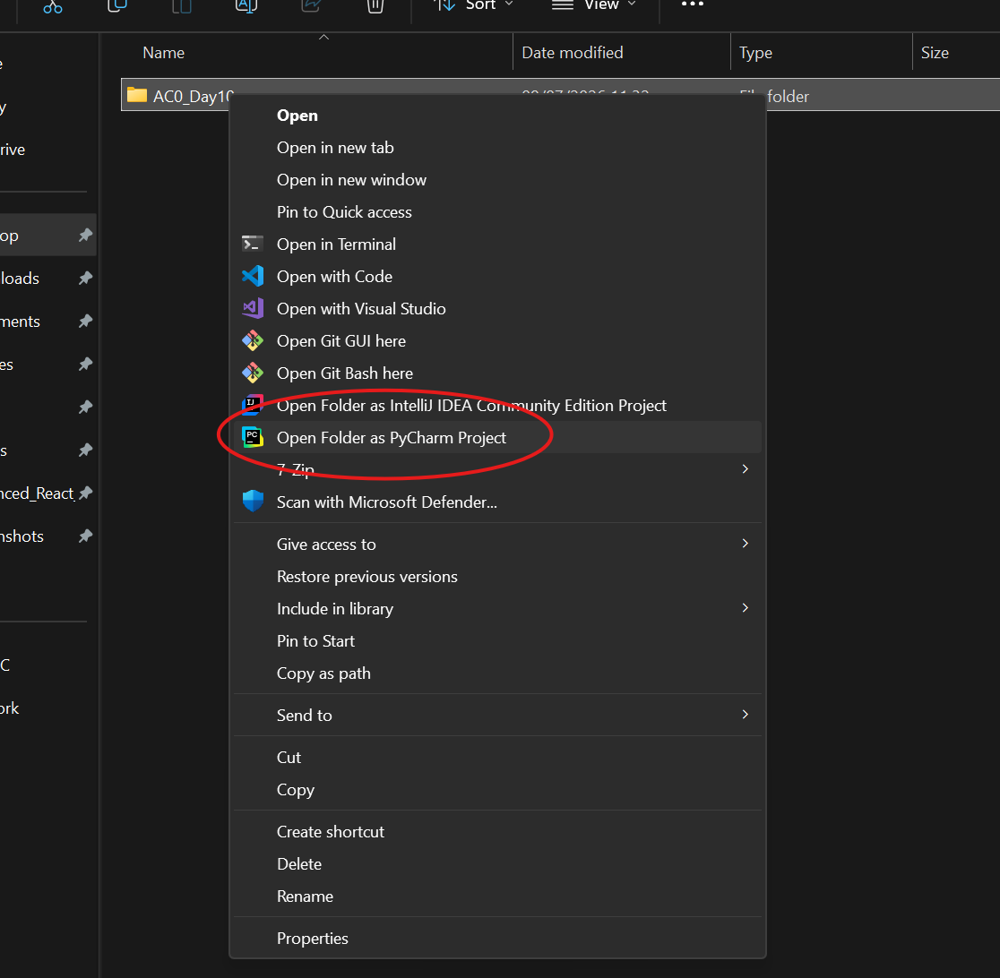 Sort
View
Name
Date modified
Type
Size
e
AC0_Day10
folder
y
rive
op
loads
ments
es
s
nced_React
nshots
C
ork
Open
Open in new tab
Open in new window
Pin to Quick access
Open in Terminal
Open with Code
Open with Visual Studio
Open Git GUI here
Open Git Bash here
IJ
Open Folder as IntelliJ IDEA Community Edition Project
PC
Open Folder as PyCharm Project
7-Zip
Scan with Microsoft Defender...
Give access to
Restore previous versions
Include in library
Pin to Start
Copy as path
Send to
Cut
Copy
Create shortcut
Delete
Rename
Properties